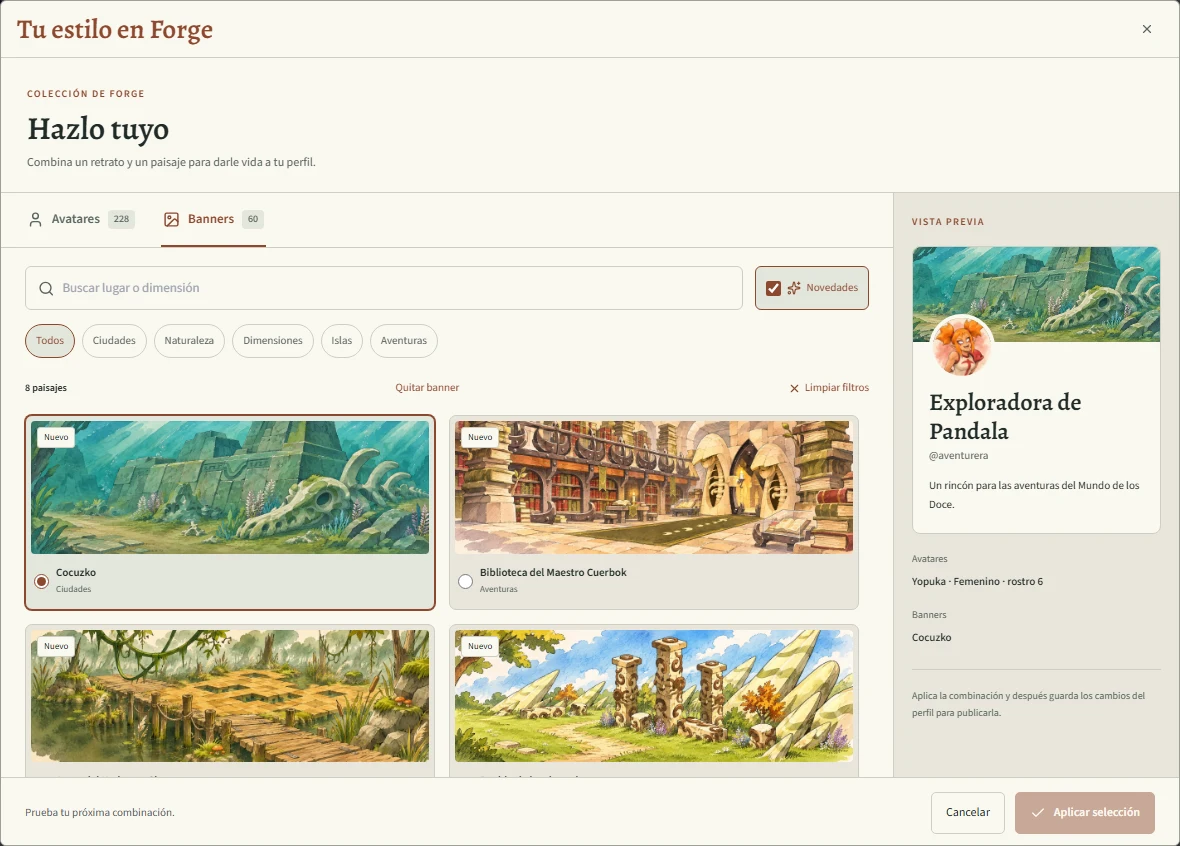 Tu estilo en Forge
COLECCIÓN DE FORGE
Hazlo tuyo
Combina un retrato y un paisaje para darle vida a tu perfil.
Avatares 228
Banners 60
Buscar lugar o dimensión
Novedades
Todos
Ciudades
Naturaleza
Dimensiones
Islas
Aventuras
8 paisajes
Quitar banner
Limpiar filtros
Nuevo
Cocuzko
Ciudades
Nuevo
Biblioteca del Maestro Cuerbok
Aventuras
Nuevo
Nuevo
VISTA PREVIA
Exploradora de
Pandala
@aventurera
Un rincón para las aventuras del Mundo de los
Doce.
Avatares
Yopuka · Femenino · rostro 6
Banners
Cocuzko
Aplica la combinación y después guarda los cambios del
perfil para publicarla.
Prueba tu próxima combinación.
Cancelar
Aplicar selección